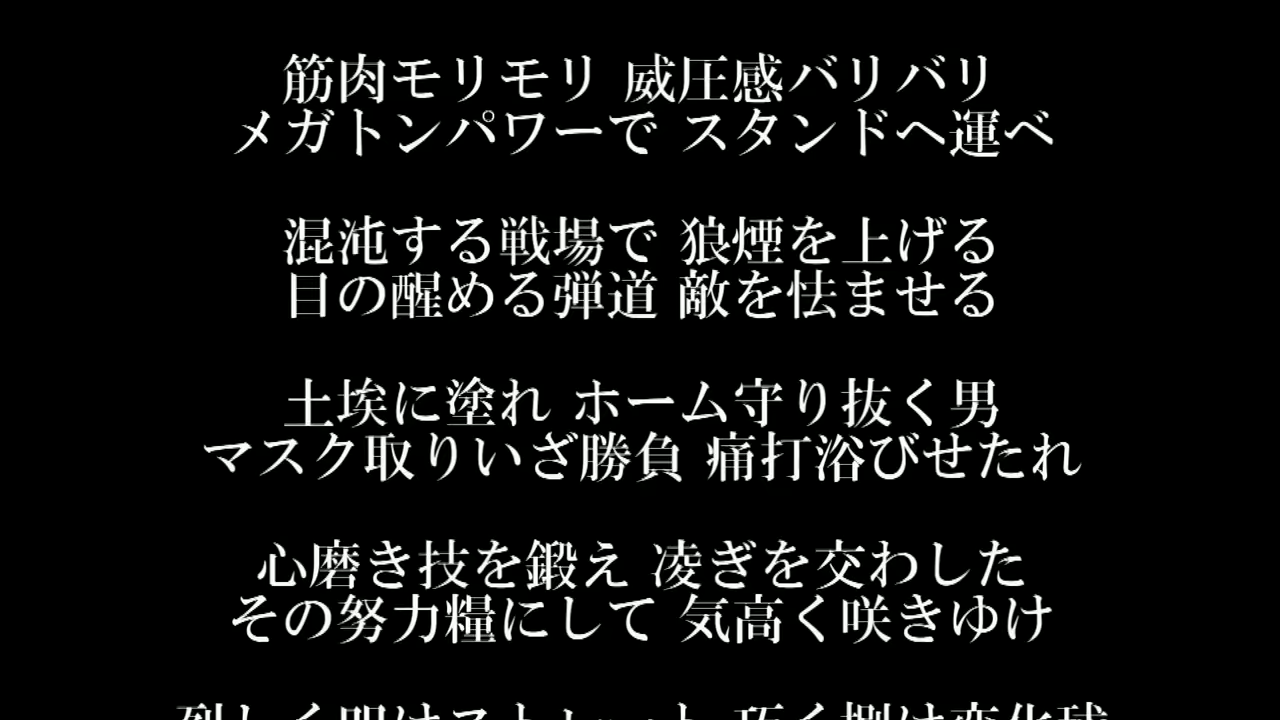 筋肉モリモリ 威圧感バリバリ
メガトンパワーで スタンドへ運べ
混沌する戦場で 狼煙を上げる
目の醒める弾道 敵を怯ませる
土埃に塗れ ホーム守り抜く男
マスク取りいざ勝負 痛打浴びせたれ
心磨き技を鍛え 凌ぎを交わした
その努力糧にして 気高く咲きゆけ